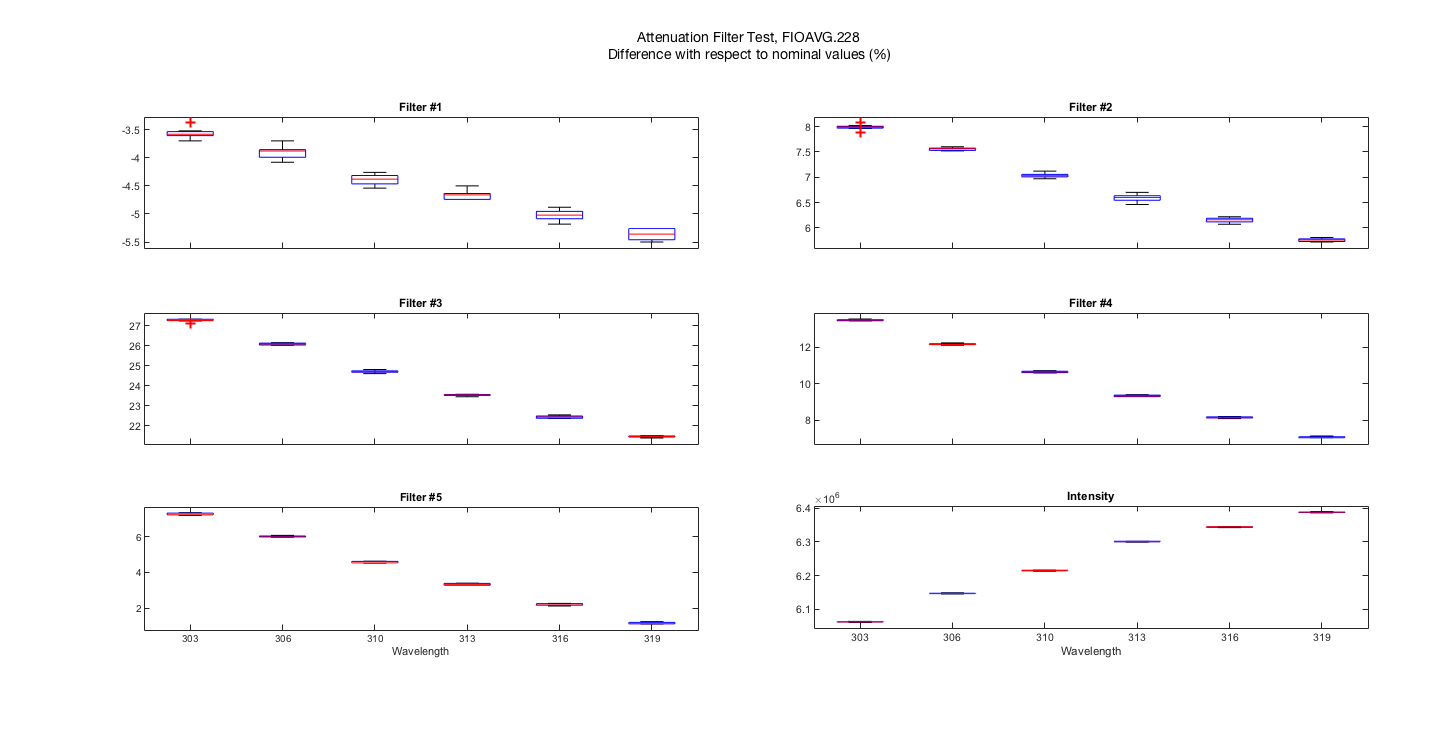 Attenuation Filter Test, FIOAVG.228
Difference with respect to nominal values (%)
Filter #1
-3.5
-4
-4.5
-5
-5.5
Filter #2
8
7.5
7
6.5
6
Filter #3
27
26
25
24
23
22
Filter #4
12
10
8
Filter #5
6
4
2
303 306 310 313 316 319
Wavelength
Intensity
×10^6
6.4
6.3
6.2
6.1
303 306 310 313 316 319
Wavelength